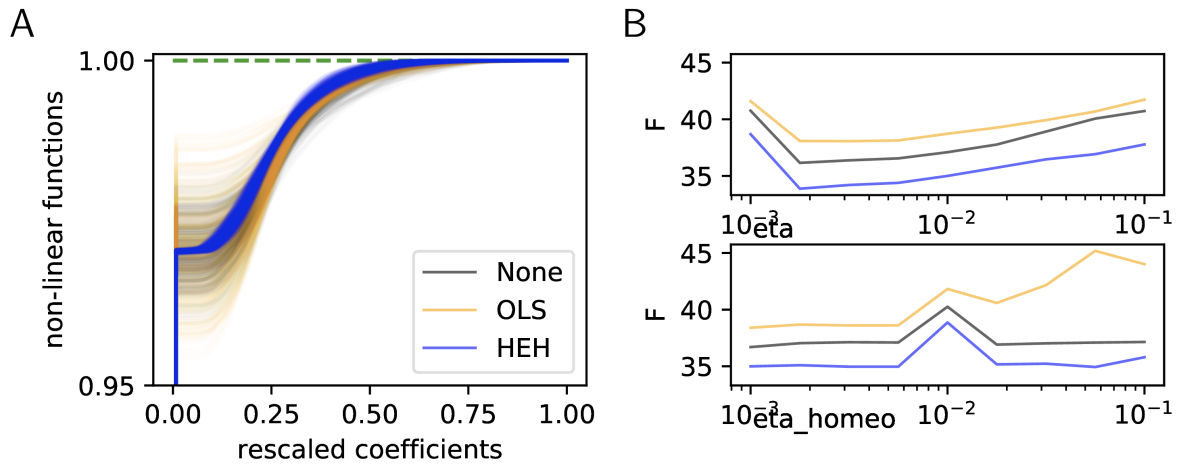 A
B
1.00
0.95
non-linear functions
0.00 0.25 0.50 0.75 1.00
rescaled coefficients
None
OLS
HEH
45
40
35
F
10⁻³ 10⁻² 10⁻¹
eta
45
40
35
F
10⁻³ 10⁻² 10⁻¹
eta_homeo